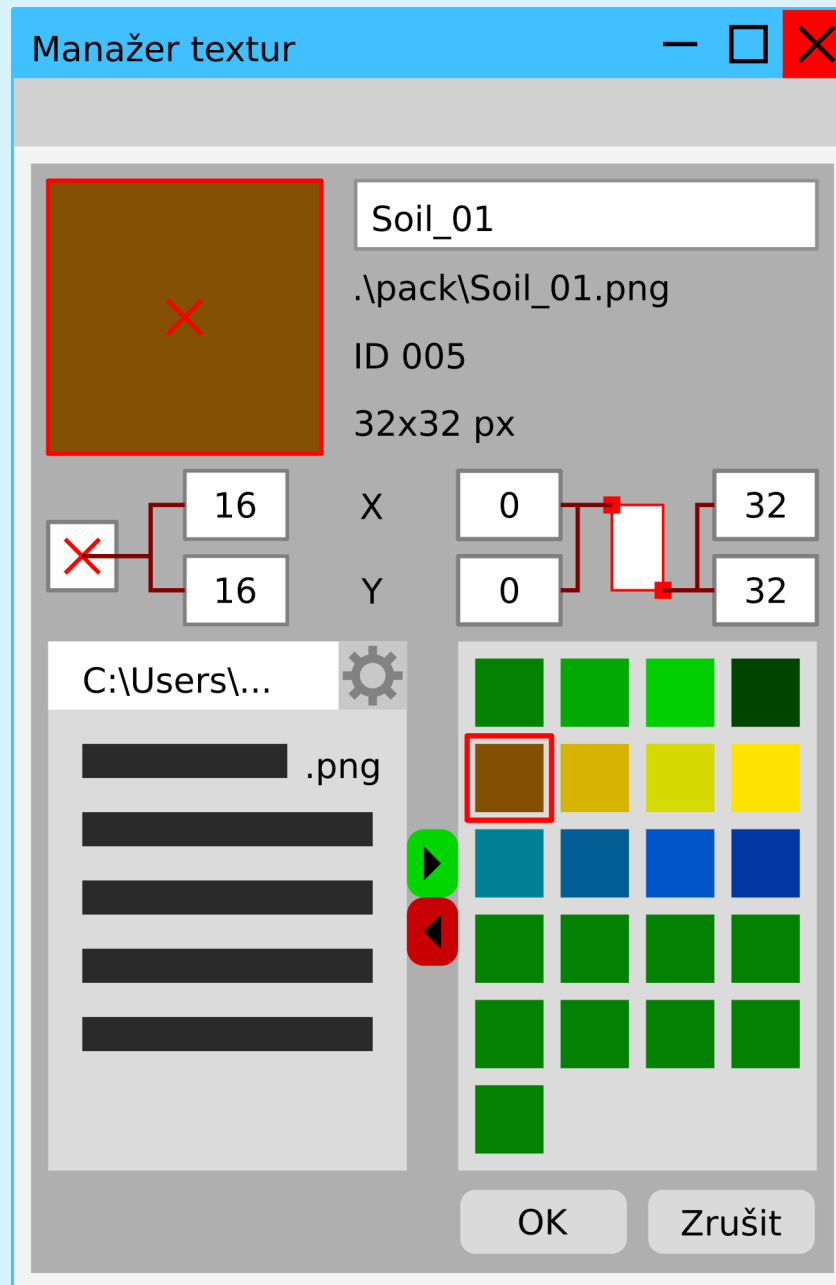 Manažer textur
Soil_01
.\pack\Soil_01.png
ID 005
32x32 px
16 X 0 32
16 Y 0 32
C:\Users\...
.png
OK Zrušit